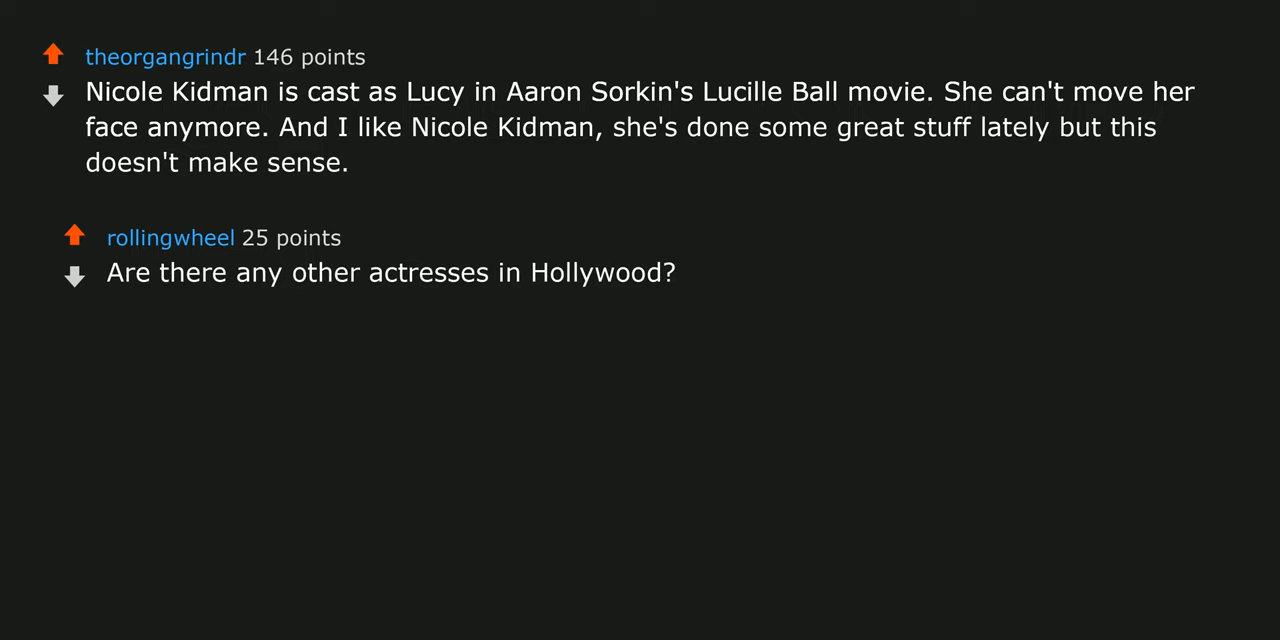 theorgangrindr 146 points
Nicole Kidman is cast as Lucy in Aaron Sorkin's Lucille Ball movie. She can't move her
face anymore. And I like Nicole Kidman, she's done some great stuff lately but this
doesn't make sense.
rollingwheel 25 points
Are there any other actresses in Hollywood?